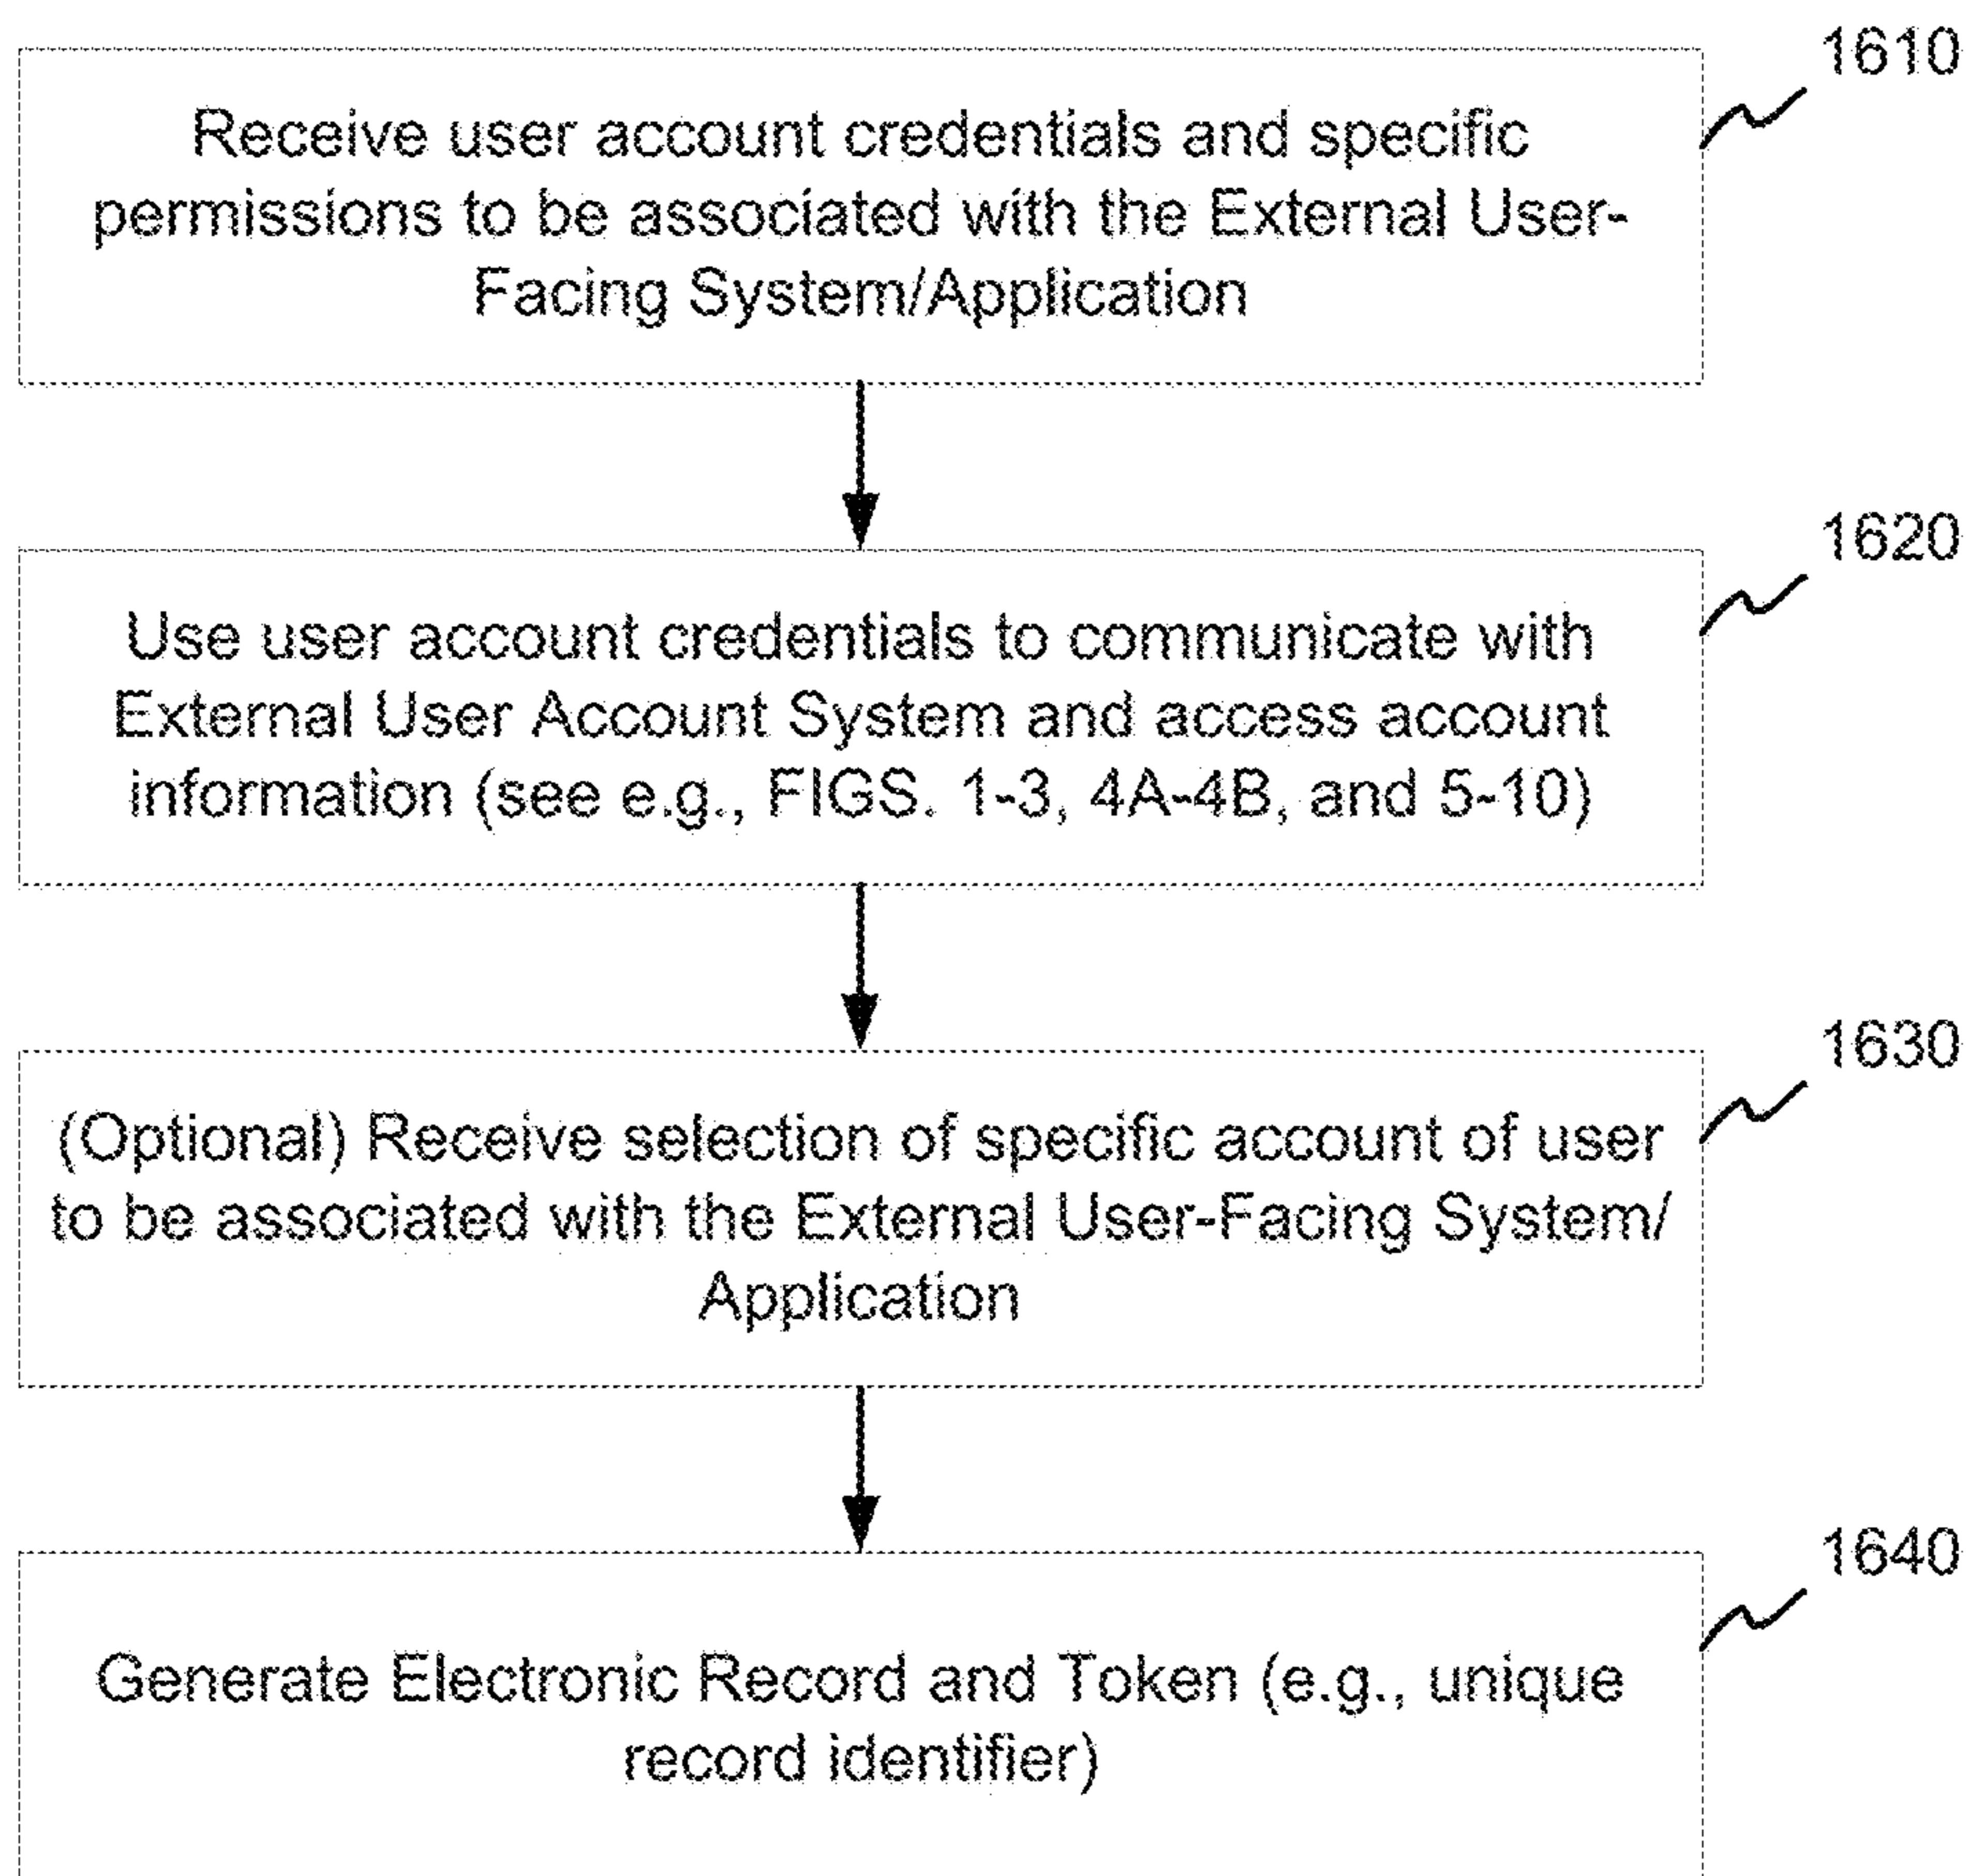 1610
Receive user account credentials and specific
permissions to be associated with the External User-
Facing System/Application
1620
Use user account credentials to communicate with
External User Account System and access account
information (see e.g., FIGS. 1-3, 4A-4B, and 5-10)
1630
(Optional) Receive selection of specific account of user
to be associated with the External User-Facing System/
Application
1640
Generate Electronic Record and Token (e.g., unique
record identifier)